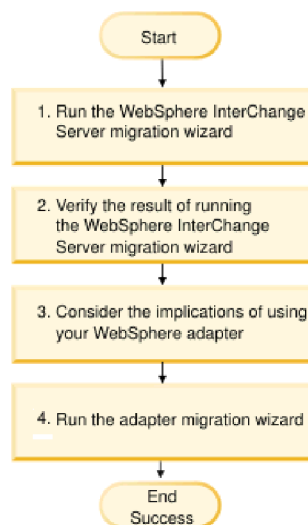 Start
1. Run the WebSphere InterChange
Server migration wizard
2. Verify the result of running
the WebSphere InterChange
Server migration wizard
3. Consider the implications of using
your WebSphere adapter
4. Run the adapter migration wizard
End
Success